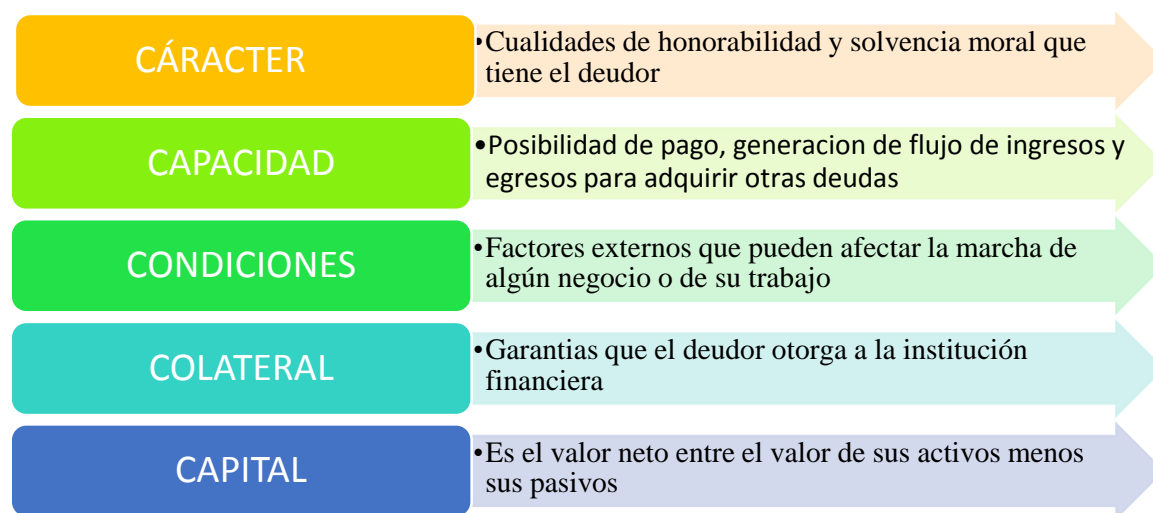 CÁRACTER
•Cualidades de honorabilidad y solvencia moral que
tiene el deudor
CAPACIDAD
•Posibilidad de pago, generacion de flujo de ingresos y
egresos para adquirir otras deudas
CONDICIONES
•Factores externos que pueden afectar la marcha de
algún negocio o de su trabajo
COLATERAL
•Garantias que el deudor otorga a la institución
financiera
CAPITAL
•Es el valor neto entre el valor de sus activos menos
sus pasivos